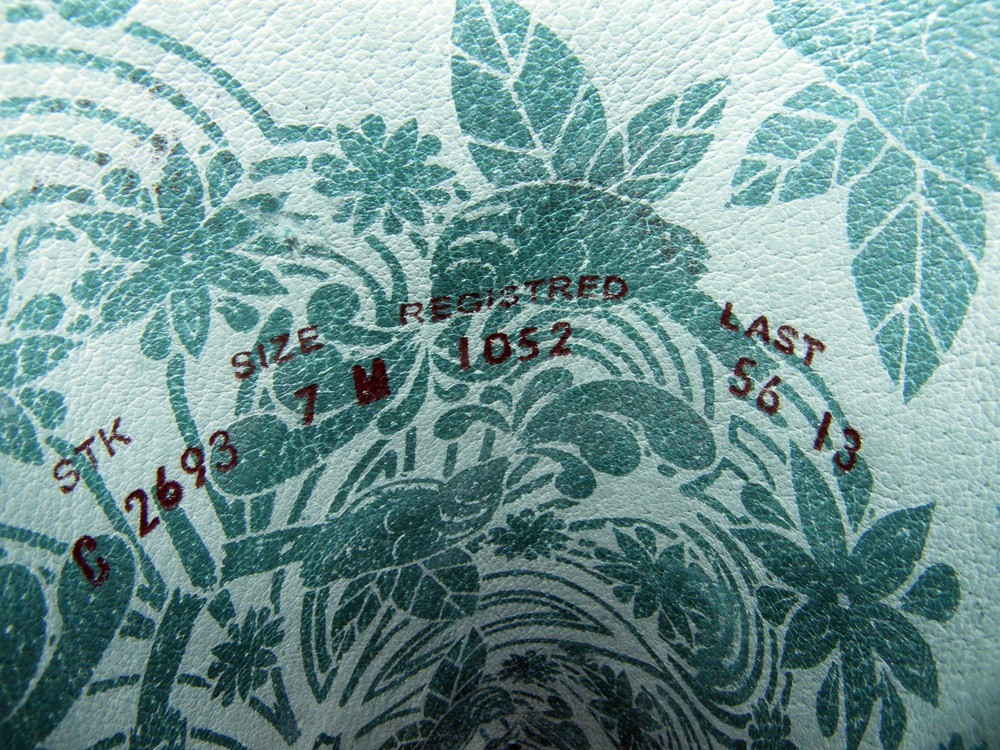 STK SIZE REGISTRED LAST
C 2693 7 M 1052 56 13